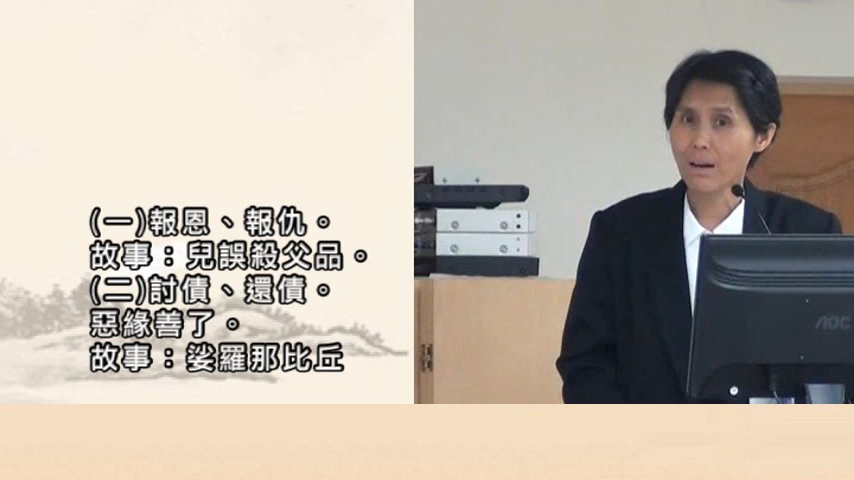 (一)報恩、報仇。
故事：兒誤殺父品。
(二)討債、還債。
惡緣善了。
故事：娑羅那比丘
AOC